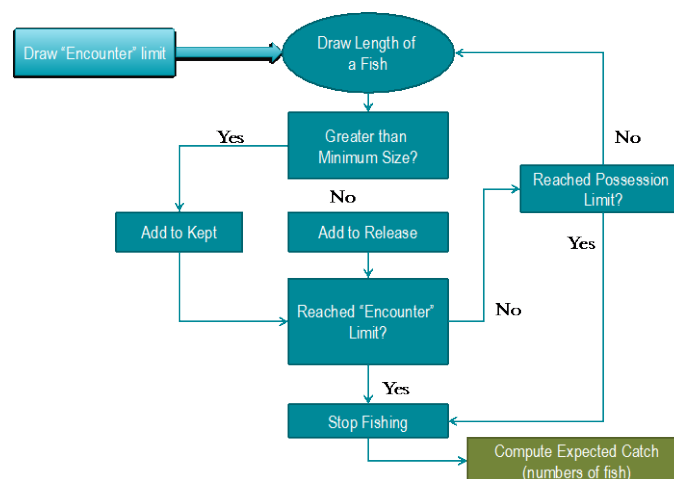 Draw “Encounter” limit
Draw Length of
a Fish
Yes
Greater than
Minimum Size?
No
No
Reached Possession
Limit?
Add to Kept
Add to Release
Yes
Reached “Encounter”
Limit?
No
Yes
Stop Fishing
Compute Expected Catch
(numbers of fish)